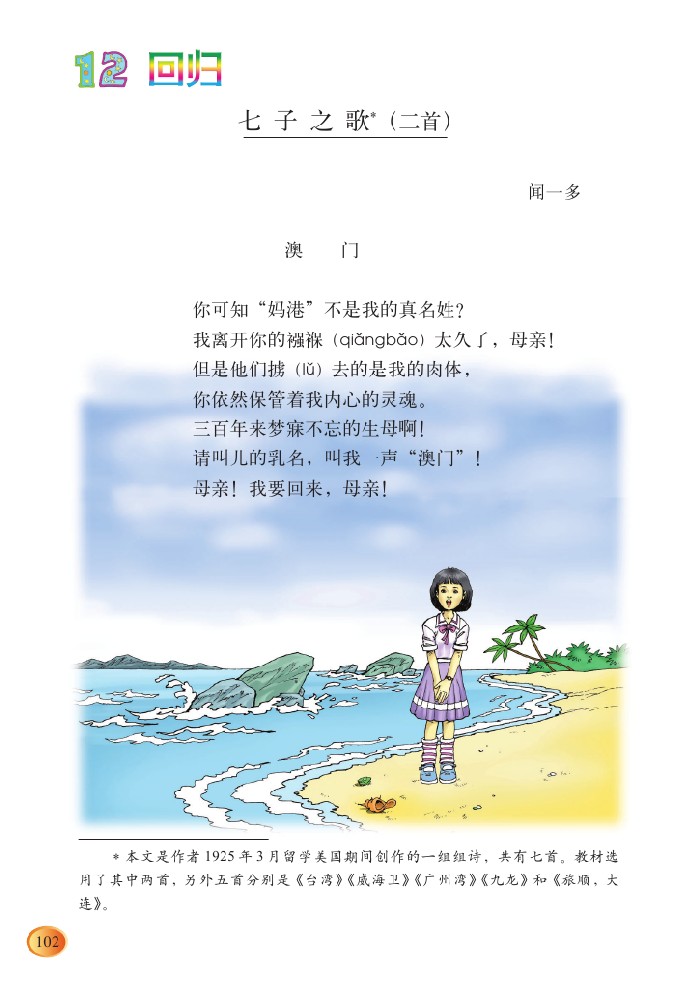 12 回归
七子之歌*（二首）
闻一多
澳 门
你可知“妈港”不是我的真名姓？
我离开你的襁褓（qiǎngbǎo）太久了，母亲！
但是他们掳（lǔ）去的是我的肉体，
你依然保管着我内心的灵魂。
三百年来梦寐不忘的生母啊！
请叫儿的乳名，叫我一声“澳门”！
母亲！我要回来，母亲！
* 本文是作者 1925 年 3 月留学美国期间创作的一组组诗，共有七首。教材选
用了其中两首，另外五首分别是《台湾》《威海卫》《广州湾》《九龙》和《旅顺，大
连》。
102